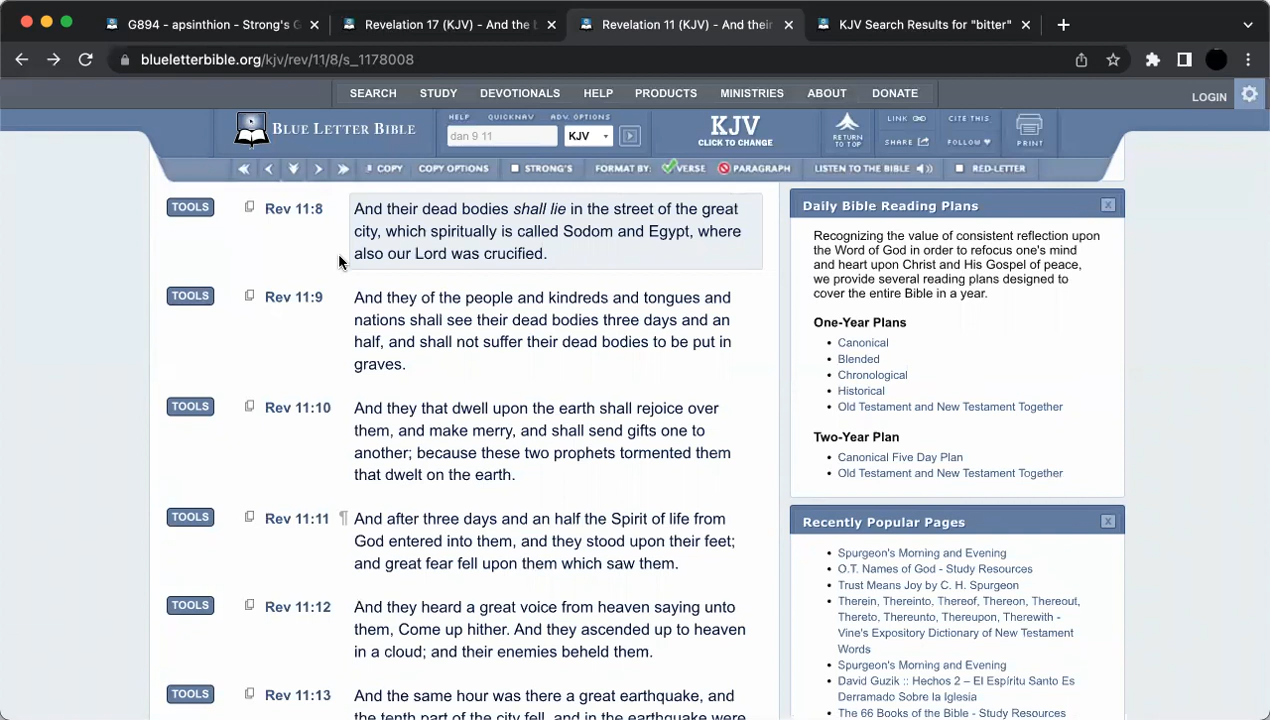 G894 - apsinthion - Strong's G
Revelation 17 (KJV) - And the
Revelation 11 (KJV) - And their
KJV Search Results for "bitter"
blueletterbible.org/kjv/rev/11/8/s_1178008
SEARCH STUDY DEVOTIONALS HELP PRODUCTS MINISTRIES ABOUT DONATE
LOGIN
BLUE LETTER BIBLE
HELP QUICKNAV ADV. OPTIONS
dan 9 11 KJV
KJV
CLICK TO CHANGE
RETURN
TO TOP
LINK CITE THIS
SHARE FOLLOW
PRINT
COPY COPY OPTIONS STRONG'S FORMAT BY: VERSE PARAGRAPH LISTEN TO THE BIBLE RED-LETTER
TOOLS Rev 11:8 And their dead bodies shall lie in the street of the great
city, which spiritually is called Sodom and Egypt, where
also our Lord was crucified.
TOOLS Rev 11:9 And they of the people and kindreds and tongues and
nations shall see their dead bodies three days and an
half, and shall not suffer their dead bodies to be put in
graves.
TOOLS Rev 11:10 And they that dwell upon the earth shall rejoice over
them, and make merry, and shall send gifts one to
another; because these two prophets tormented them
that dwelt on the earth.
TOOLS Rev 11:11 ¶ And after three days and an half the Spirit of life from
God entered into them, and they stood upon their feet;
and great fear fell upon them which saw them.
TOOLS Rev 11:12 And they heard a great voice from heaven saying unto
them, Come up hither. And they ascended up to heaven
in a cloud; and their enemies beheld them.
TOOLS Rev 11:13 And the same hour was there a great earthquake, and
the tenth part of the city fell, and in the earthquake were
Daily Bible Reading Plans
Recognizing the value of consistent reflection upon
the Word of God in order to refocus one's mind
and heart upon Christ and His Gospel of peace,
we provide several reading plans designed to
cover the entire Bible in a year.
One-Year Plans
• Canonical
• Blended
• Chronological
• Historical
• Old Testament and New Testament Together
Two-Year Plan
• Canonical Five Day Plan
• Old Testament and New Testament Together
Recently Popular Pages
• Spurgeon's Morning and Evening
• O.T. Names of God - Study Resources
• Trust Means Joy by C. H. Spurgeon
• Therein, Thereinto, Thereof, Thereon, Thereout,
Thereto, Thereunto, Thereupon, Therewith -
Vine's Expository Dictionary of New Testament
Words
• Spurgeon's Morning and Evening
• David Guzik :: Hechos 2 – El Espíritu Santo Es
Derramado Sobre la Iglesia
• The 66 Books of the Bible - Study Resources